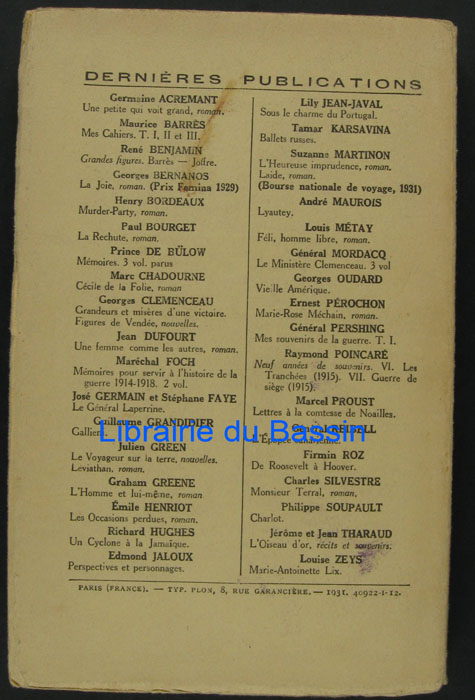 DERNIÈRES PUBLICATIONS
Germaine ACREMANT
Une petite qui voit grand, roman.
Maurice BARRÈS
Mes Cahiers. T. I, II et III.
René BENJAMIN
Grandes figures. Barrès — Joffre.
Georges BERNANOS
La Joie, roman. (Prix Femina 1929)
Henry BORDEAUX
Murder-Party, roman.
Paul BOURGET
La Rechute, roman.
Prince DE BÜLOW
Mémoires. 3 vol. parus
Marc CHADOURNE
Cécile de la Folie, roman
Georges CLEMENCEAU
Grandeurs et misères d'une victoire.
Figures de Vendée, nouvelles.
Jean DUFOURT
Une femme comme les autres, roman.
Maréchal FOCH
Mémoires pour servir à l'histoire de la
guerre 1914-1918. 2 vol.
José GERMAIN et Stéphane FAYE
Le Général Laperrine.
Guillaume GRANDIDIER
Gallieni.
Julien GREEN
Le Voyageur sur la terre, nouvelles.
Léviathan, roman.
Graham GREENE
L'Homme et lui-même, roman
Émile HENRIOT
Les Occasions perdues, roman.
Richard HUGHES
Un Cyclone à la Jamaïque.
Edmond JALOUX
Perspectives et personnages.
Lily JEAN-JAVAL
Sous le charme du Portugal.
Tamar KARSAVINA
Ballets russes.
Suzanne MARTINON
L'Heureuse imprudence, roman.
Laide, roman.
(Bourse nationale de voyage, 1931)
André MAUROIS
Lyautey.
Louis MÉTAY
Féli, homme libre, roman.
Général MORDACQ
Le Ministère Clemenceau. 3 vol
Georges OUDARD
Vieille Amérique.
Ernest PÉROCHON
Marie-Rose Méchain, roman.
Général PERSHING
Mes souvenirs de la guerre. T. I.
Raymond POINCARÉ
Neuf années de souvenirs. VI. Les
Tranchées (1915). VII. Guerre de
siège (1915).
Marcel PROUST
Lettres à la comtesse de Noailles.
Général REIBELL
L'Épopée saharienne.
Firmin ROZ
De Roosevelt à Hoover.
Charles SILVESTRE
Monsieur Terral, roman.
Philippe SOUPAULT
Charlot.
Jérôme et Jean THARAUD
L'Oiseau d'or, récits et souvenirs.
Louise ZEYS
Marie-Antoinette Lix.
Librairie du Bassin
PARIS (FRANCE). — TYP. PLON, 8, RUE GARANCIÈRE. — 1931. 40922-I-12.